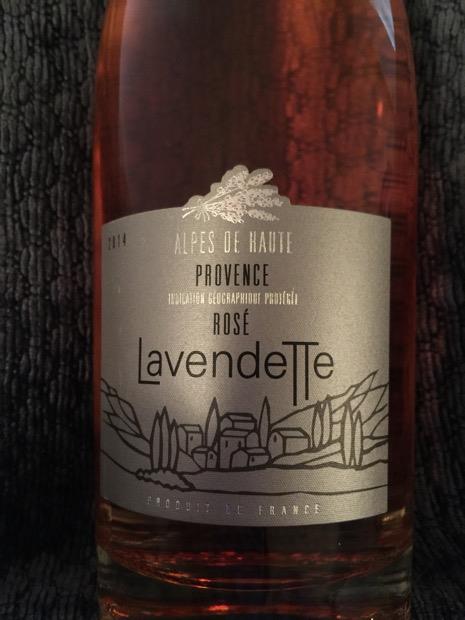 2014
ALPES DE HAUTE
PROVENCE
INDICATION GÉOGRAPHIQUE PROTÉGÉE
ROSÉ
Lavendette
PRODUIT DE FRANCE